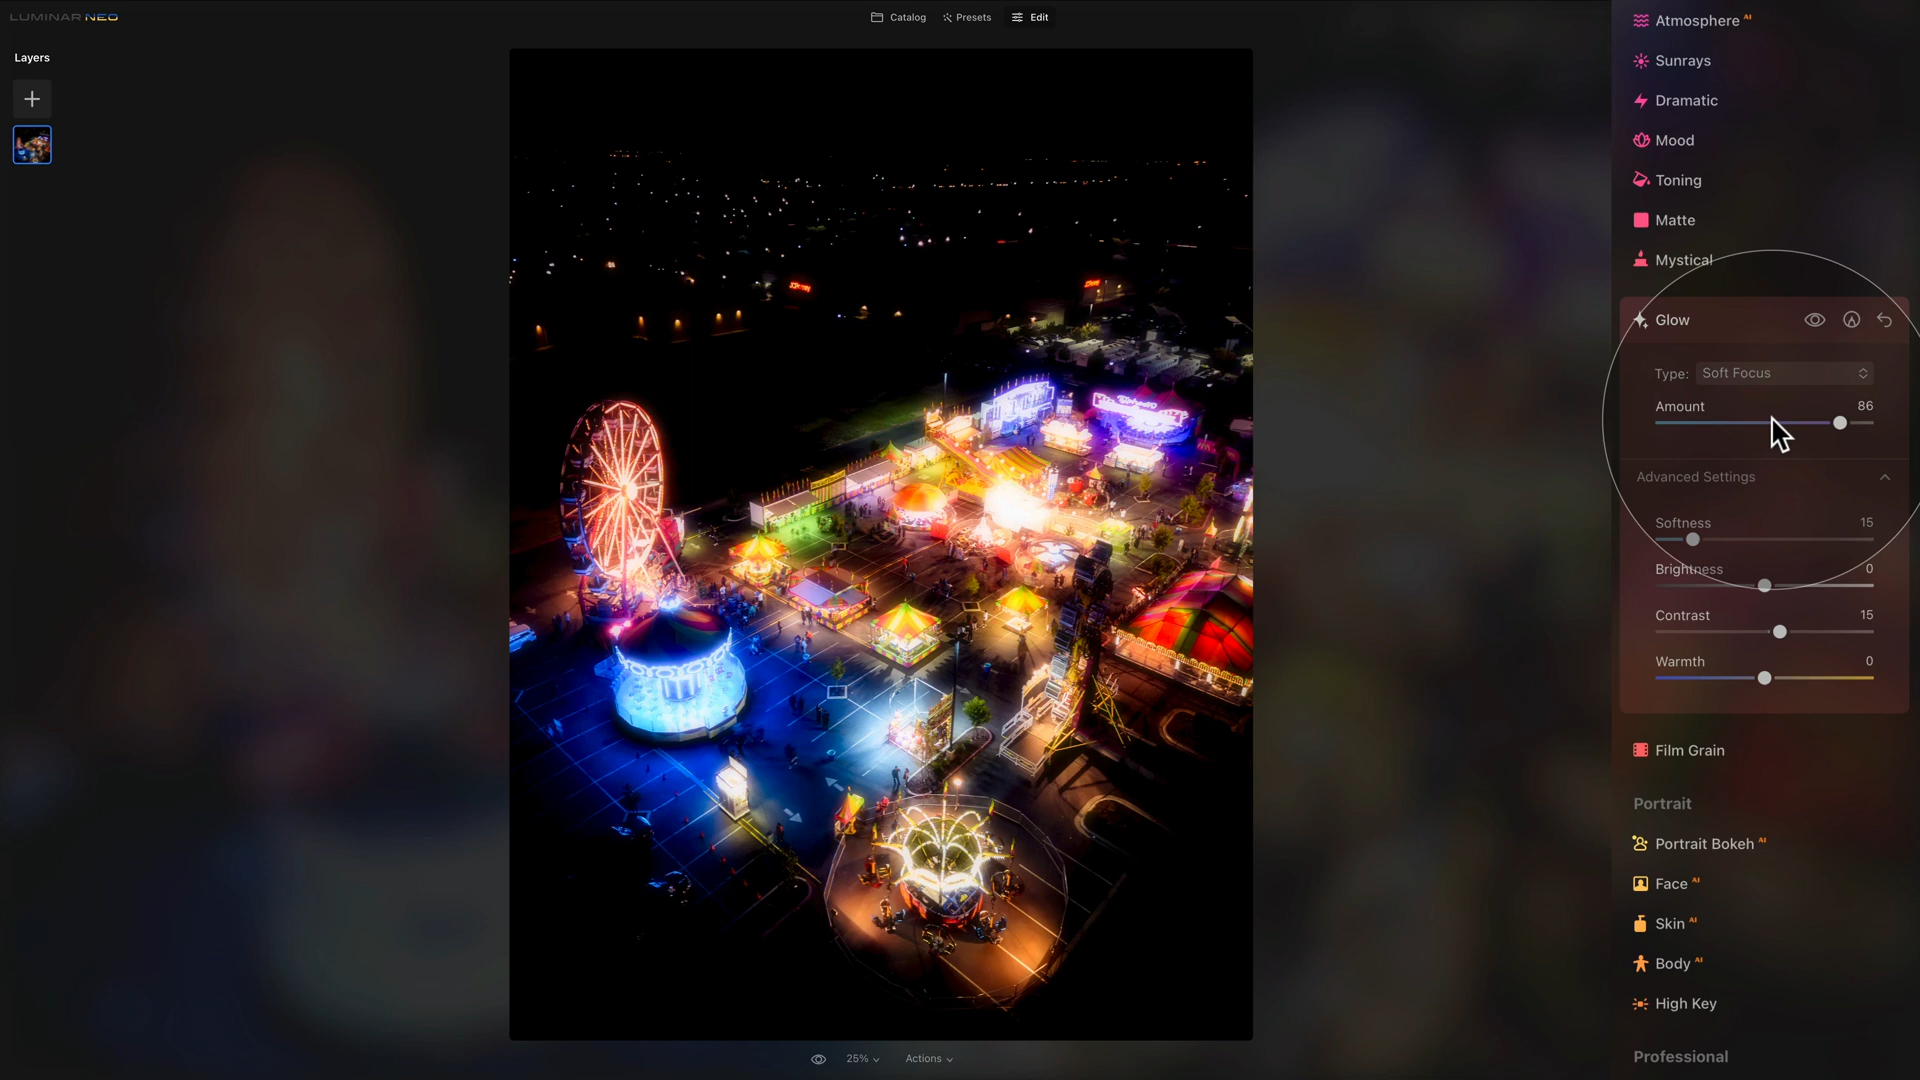 LUMINAR NEO
Catalog
Presets
Edit
Layers
Atmosphere AI
Sunrays
Dramatic
Mood
Toning
Matte
Mystical
Glow
Type: Soft Focus
Amount 86
Advanced Settings
Softness 15
Brightness 0
Contrast 15
Warmth 0
Film Grain
Portrait
Portrait Bokeh AI
Face AI
Skin AI
Body AI
High Key
Professional
25%
Actions